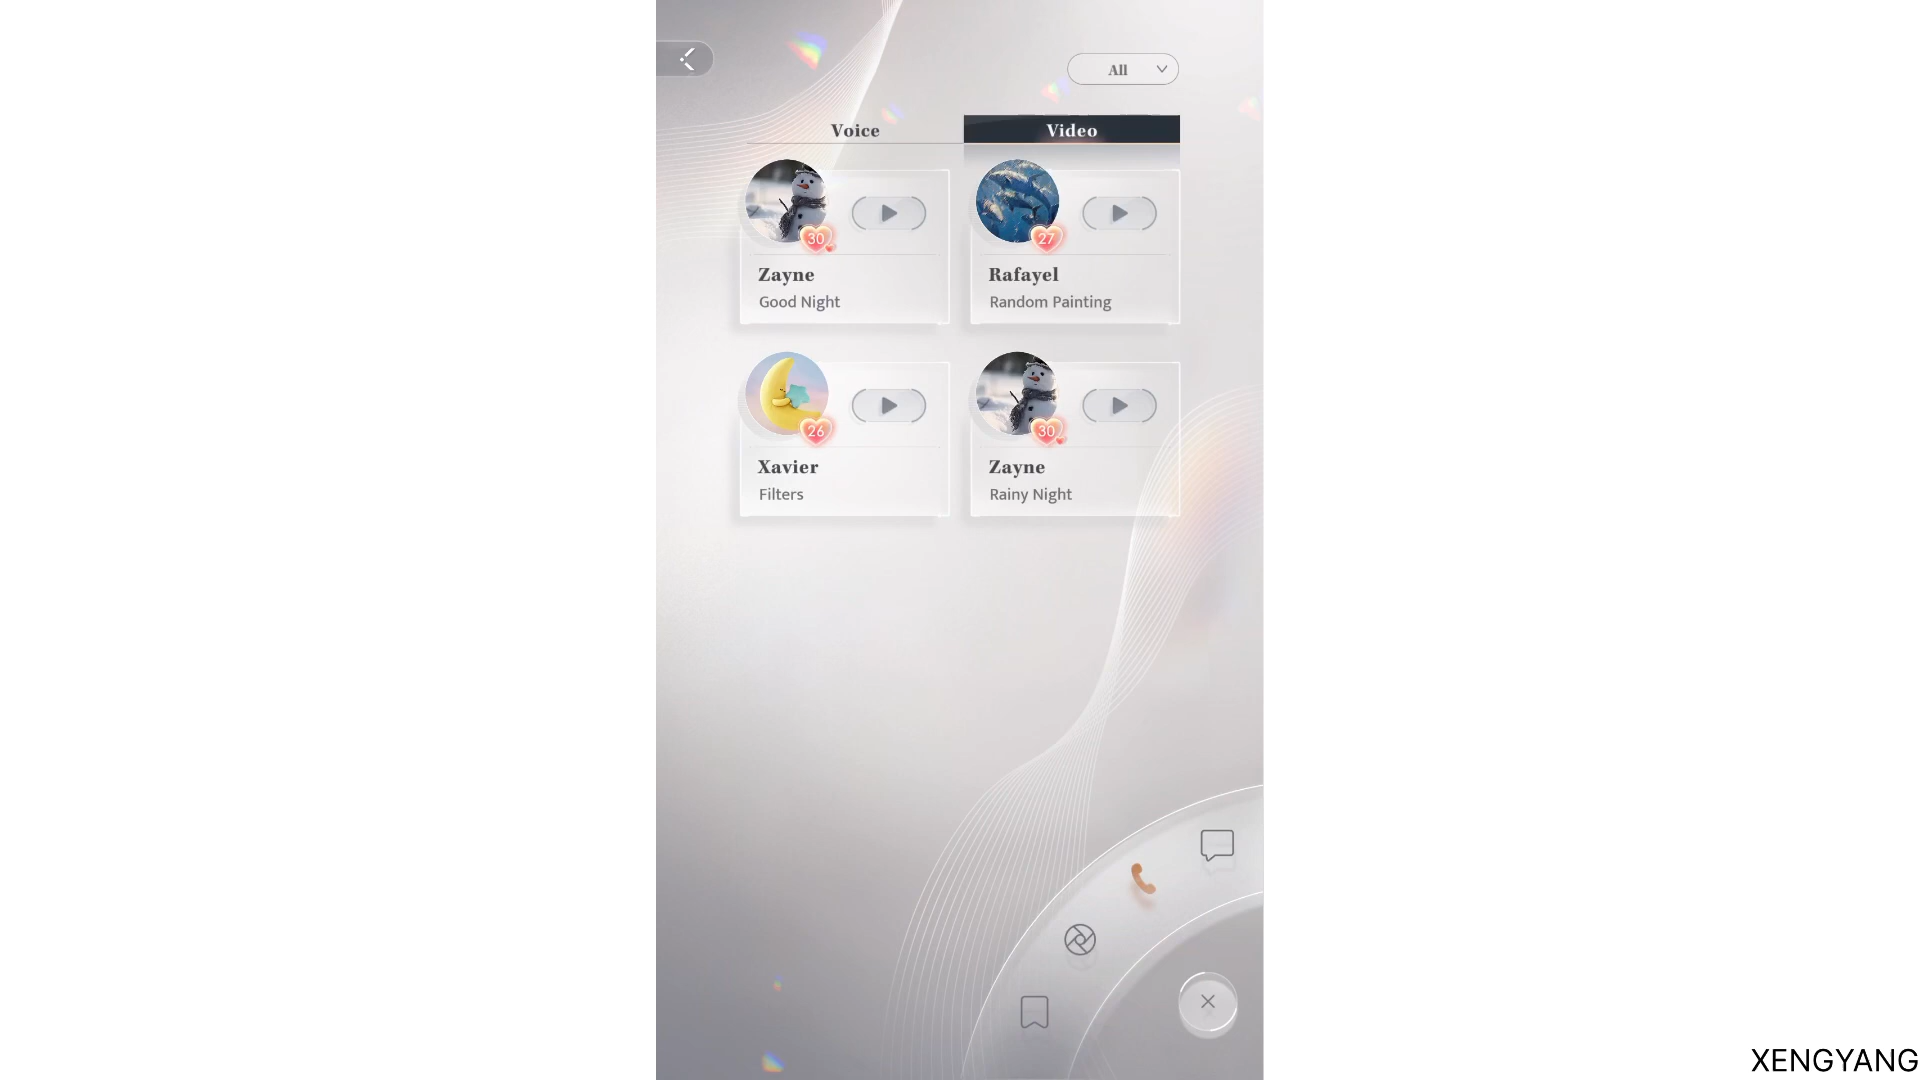 All
Voice
Video
30
27
Zayne
Good Night
Rafayel
Random Painting
26
30
Xavier
Filters
Zayne
Rainy Night
XENGYANG